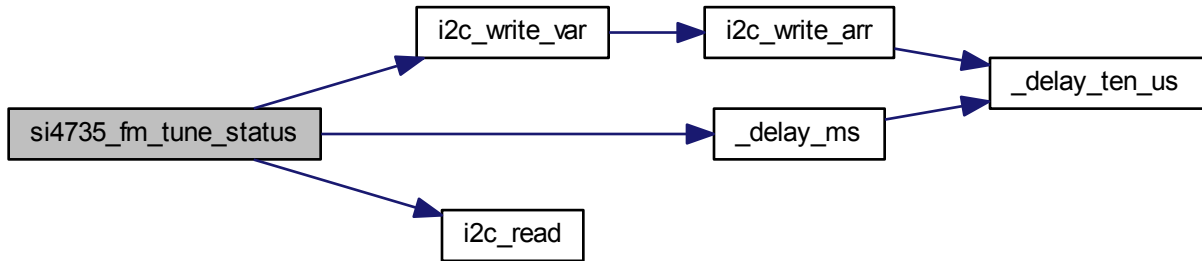 i2c_write_var
i2c_write_arr
_delay_ten_us
si4735_fm_tune_status
_delay_ms
i2c_read